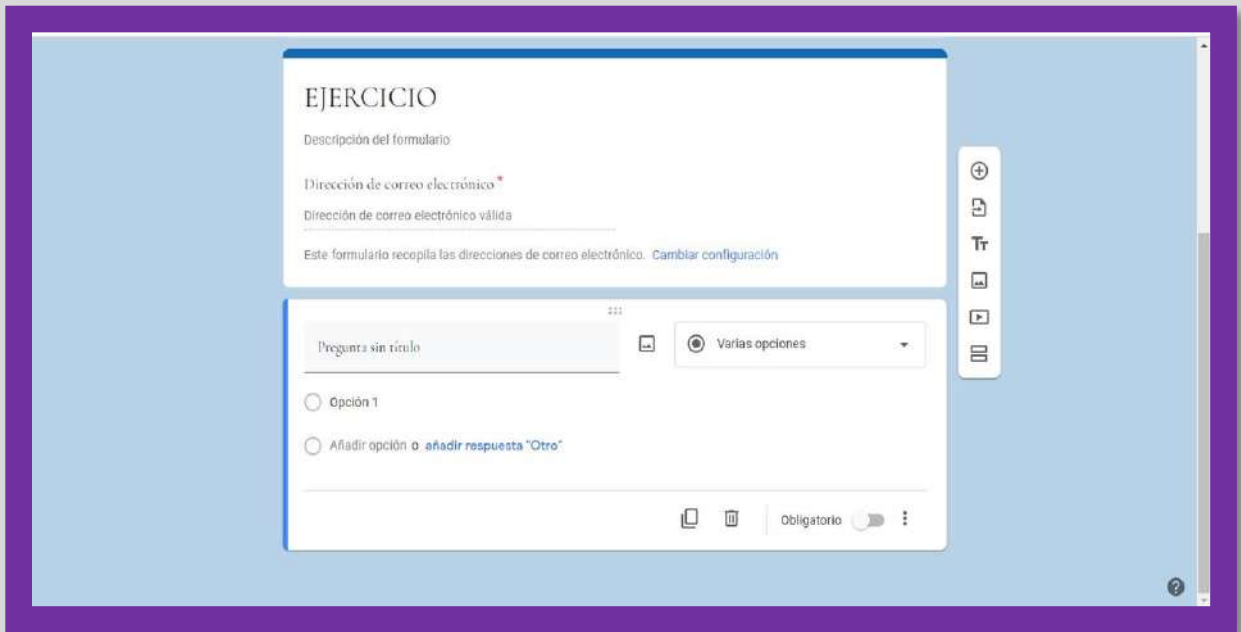 EJERCICIO
Descripción del formulario
Dirección de correo electrónico *
Dirección de correo electrónico válida
Este formulario recopila las direcciones de correo electrónico. Cambiar configuración
Tт
Pregunta sin título
Varias opciones
Opción 1
Añadir opción o añadir respuesta "Otro"
Obligatorio